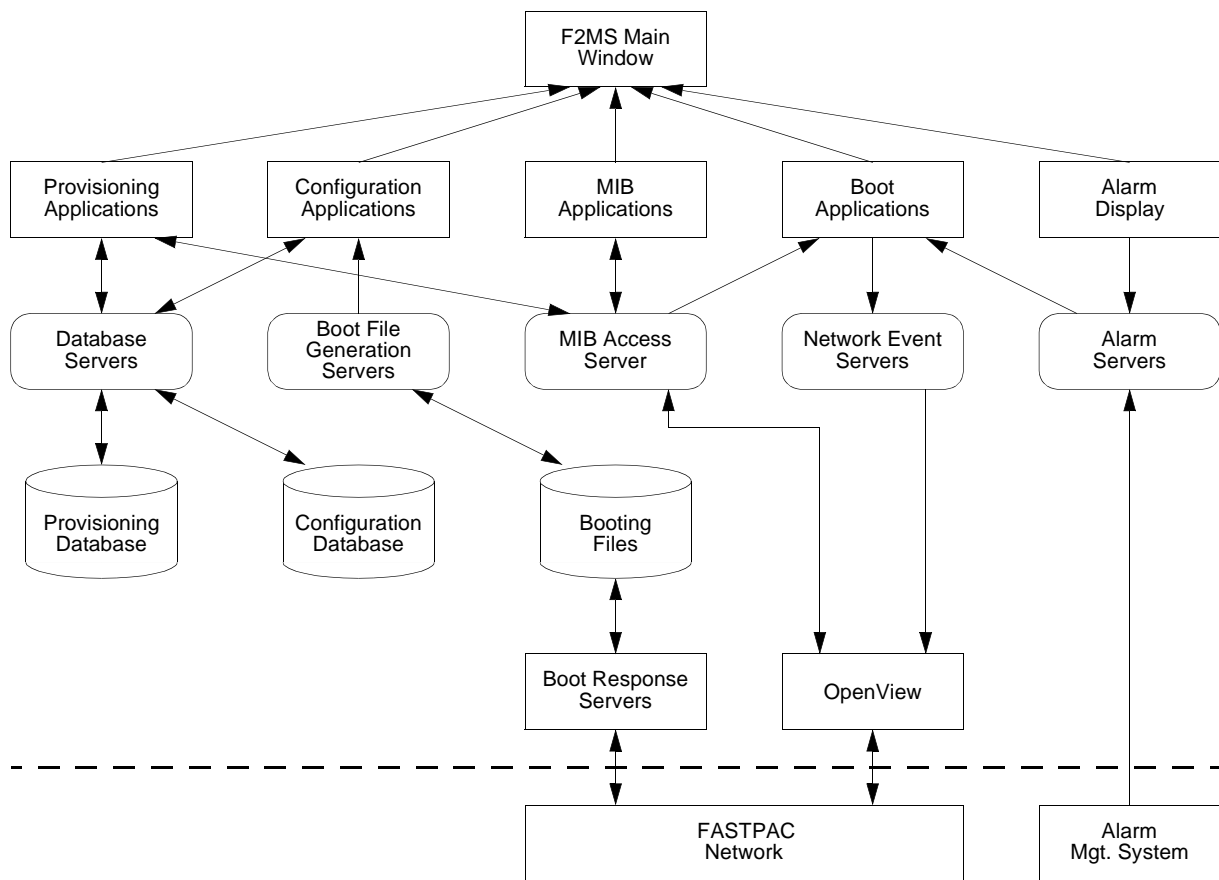 F2MS Main
Window
Provisioning
Applications
Configuration
Applications
MIB
Applications
Boot
Applications
Alarm
Display
Database
Servers
Boot File
Generation
Servers
MIB Access
Server
Network Event
Servers
Alarm
Servers
Provisioning
Database
Configuration
Database
Booting
Files
Boot Response
Servers
OpenView
FASTPAC
Network
Alarm
Mgt. System